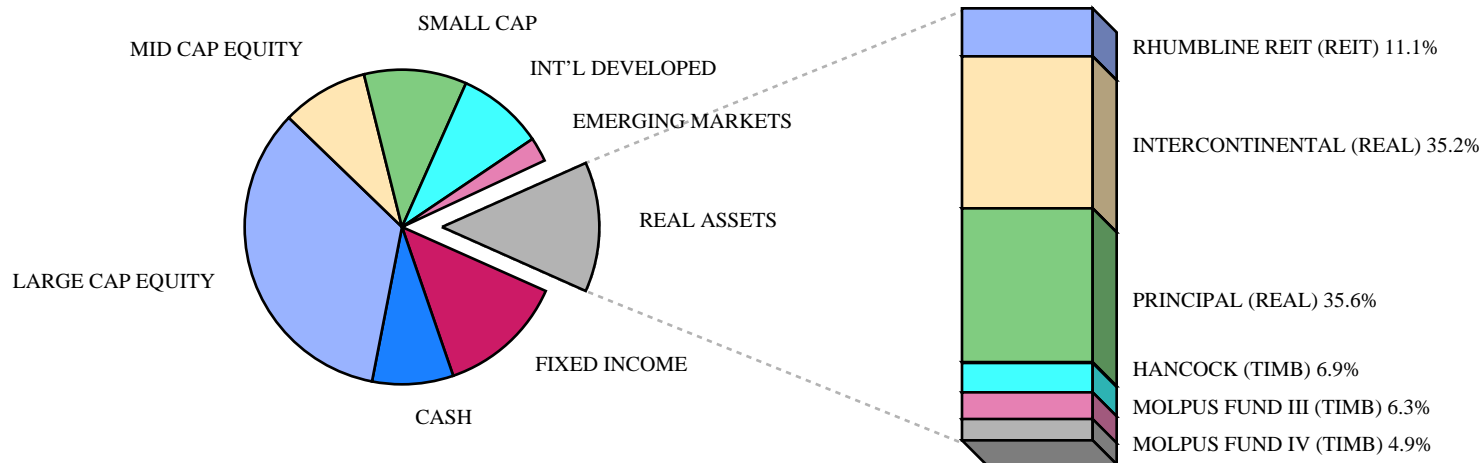 SMALL CAP
MID CAP EQUITY
INT'L DEVELOPED
EMERGING MARKETS
REAL ASSETS
LARGE CAP EQUITY
FIXED INCOME
CASH
RHUMBLINE REIT (REIT) 11.1%
INTERCONTINENTAL (REAL) 35.2%
PRINCIPAL (REAL) 35.6%
HANCOCK (TIMB) 6.9%
MOLPUS FUND III (TIMB) 6.3%
MOLPUS FUND IV (TIMB) 4.9%